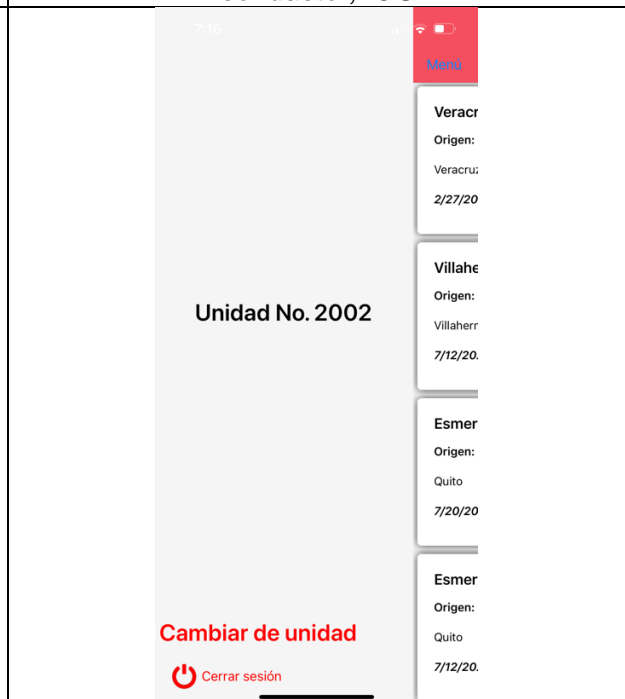 7:16
Menú
Veracr
Origen:
Veracruz
2/27/20
Villahe
Origen:
Villaherr
7/12/20.
Unidad No. 2002
Esmer
Origen:
Quito
7/20/20
Esmer
Origen:
Quito
7/12/20.
Cambiar de unidad
Cerrar sesión